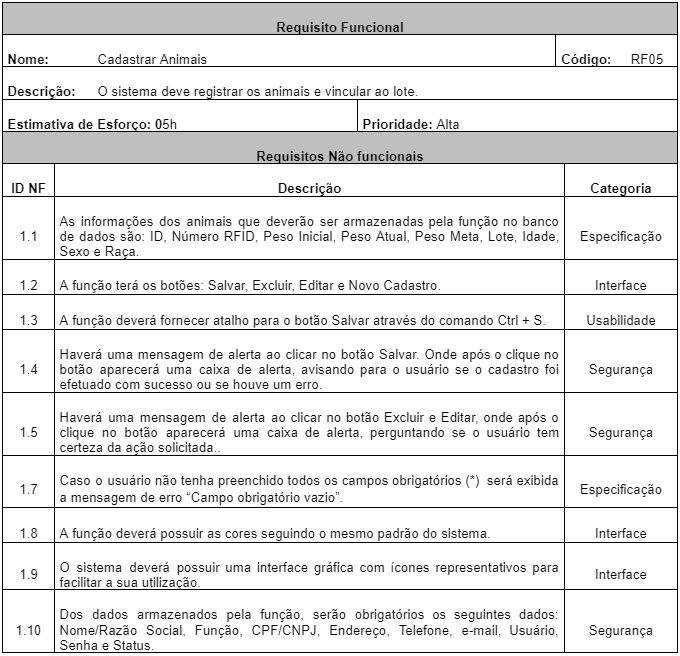 Requisito Funcional
Nome: Cadastrar Animais Código: RF05
Descrição: O sistema deve registrar os animais e vincular ao lote.
Estimativa de Esforço: 05h Prioridade: Alta
Requisitos Não funcionais
ID NF Descrição Categoria
1.1 As informações dos animais que deverão ser armazenadas pela função no banco
de dados são: ID, Número RFID, Peso Inicial, Peso Atual, Peso Meta, Lote, Idade,
Sexo e Raça. Especificação
1.2 A função terá os botões: Salvar, Excluir, Editar e Novo Cadastro. Interface
1.3 A função deverá fornecer atalho para o botão Salvar através do comando Ctrl + S. Usabilidade
1.4 Haverá uma mensagem de alerta ao clicar no botão Salvar. Onde após o clique no
botão aparecerá uma caixa de alerta, avisando para o usuário se o cadastro foi
efetuado com sucesso ou se houve um erro. Segurança
1.5 Haverá uma mensagem de alerta ao clicar no botão Excluir e Editar, onde após o
clique no botão aparecerá uma caixa de alerta, perguntando se o usuário tem
certeza da ação solicitada.. Segurança
1.7 Caso o usuário não tenha preenchido todos os campos obrigatórios (*) será exibida
a mensagem de erro “Campo obrigatório vazio”. Especificação
1.8 A função deverá possuir as cores seguindo o mesmo padrão do sistema. Interface
1.9 O sistema deverá possuir uma interface gráfica com ícones representativos para
facilitar a sua utilização. Interface
1.10 Dos dados armazenados pela função, serão obrigatórios os seguintes dados:
Nome/Razão Social, Função, CPF/CNPJ, Endereço, Telefone, e-mail, Usuário,
Senha e Status. Segurança